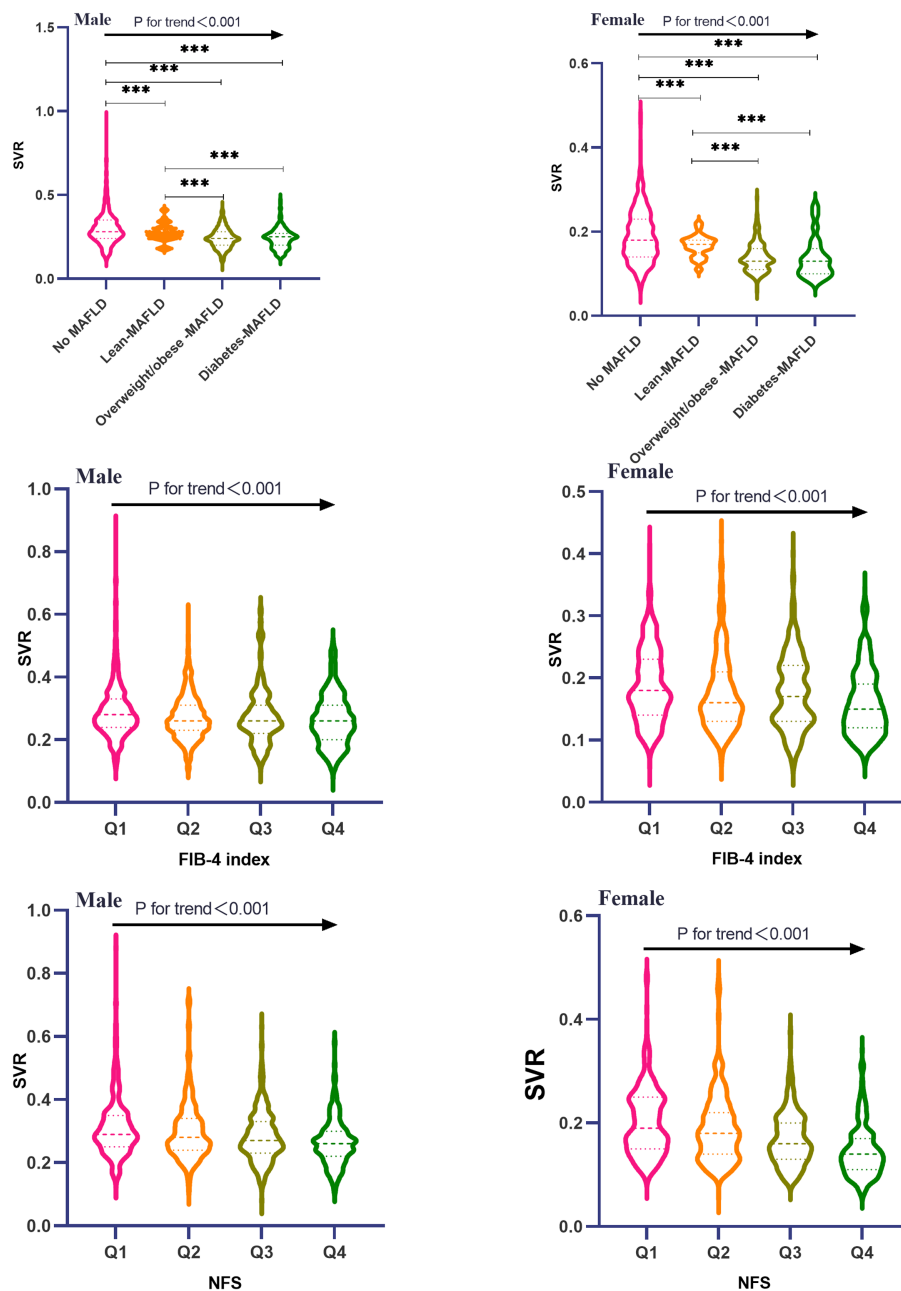 Male
P for trend＜0.001
***
***
***
***
***
SVR
1.5
1.0
0.5
0.0
No MAFLD
Lean-MAFLD
Overweight/obese -MAFLD
Diabetes-MAFLD
Female
P for trend＜0.001
***
***
***
***
***
SVR
0.6
0.4
0.2
0.0
No MAFLD
Lean-MAFLD
Overweight/obese -MAFLD
Diabetes-MAFLD
Male
P for trend＜0.001
SVR
1.0
0.8
0.6
0.4
0.2
0.0
Q1 Q2 Q3 Q4
FIB-4 index
Female
P for trend＜0.001
SVR
0.5
0.4
0.3
0.2
0.1
0.0
Q1 Q2 Q3 Q4
FIB-4 index
Male
P for trend＜0.001
SVR
1.0
0.8
0.6
0.4
0.2
0.0
Q1 Q2 Q3 Q4
NFS
Female
P for trend＜0.001
SVR
0.6
0.4
0.2
0.0
Q1 Q2 Q3 Q4
NFS